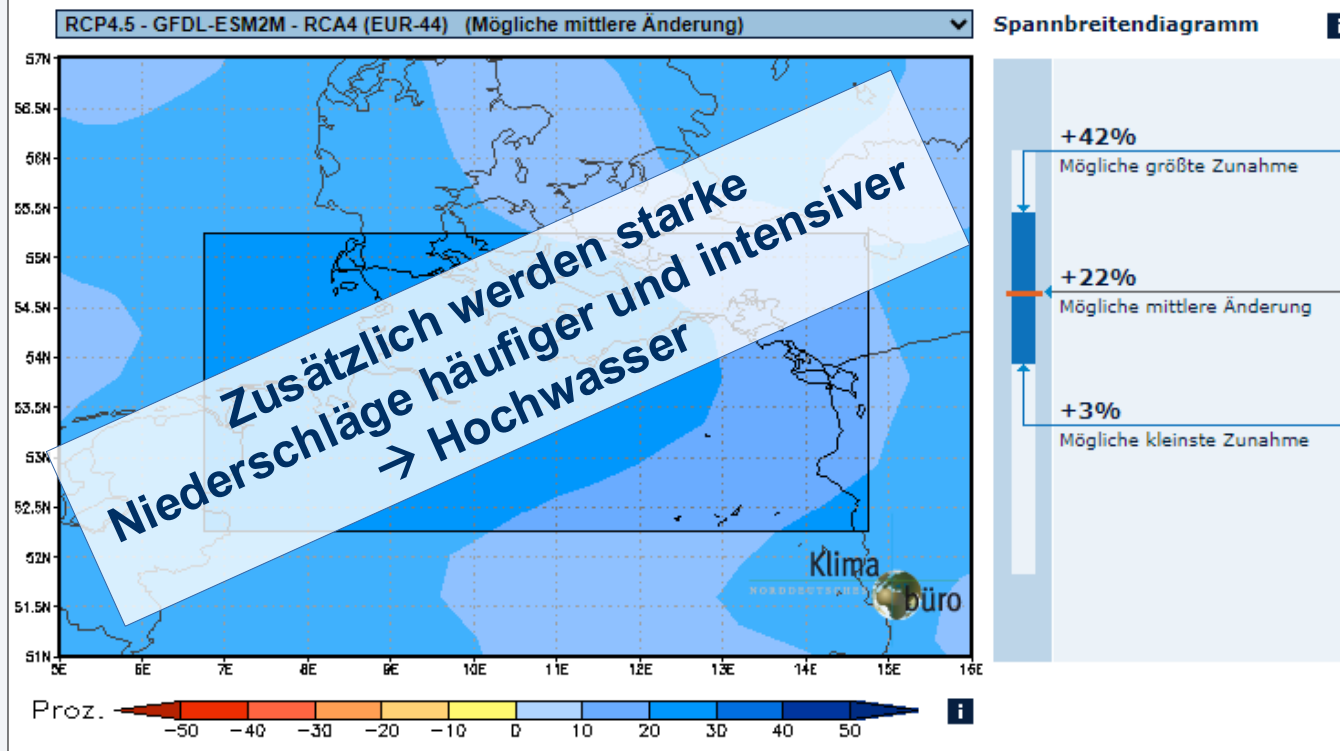 RCP4.5 - GFDL-ESM2M - RCA4 (EUR-44) (Mögliche mittlere Änderung)
Spannbreitendiagramm
i
57N
56.5N
56N
55.5N
55N
54.5N
54N
53.5N
53N
52.5N
52N
51.5N
51N
5E 6E 7E 8E 9E 10E 11E 12E 13E 14E 15E 16E
Zusätzlich werden starke
Niederschläge häufiger und intensiver
→ Hochwasser
Klima
NORDDEUTSCHES
büro
+42%
Mögliche größte Zunahme
+22%
Mögliche mittlere Änderung
+3%
Mögliche kleinste Zunahme
Proz.
-50 -40 -30 -20 -10 0 10 20 30 40 50
i